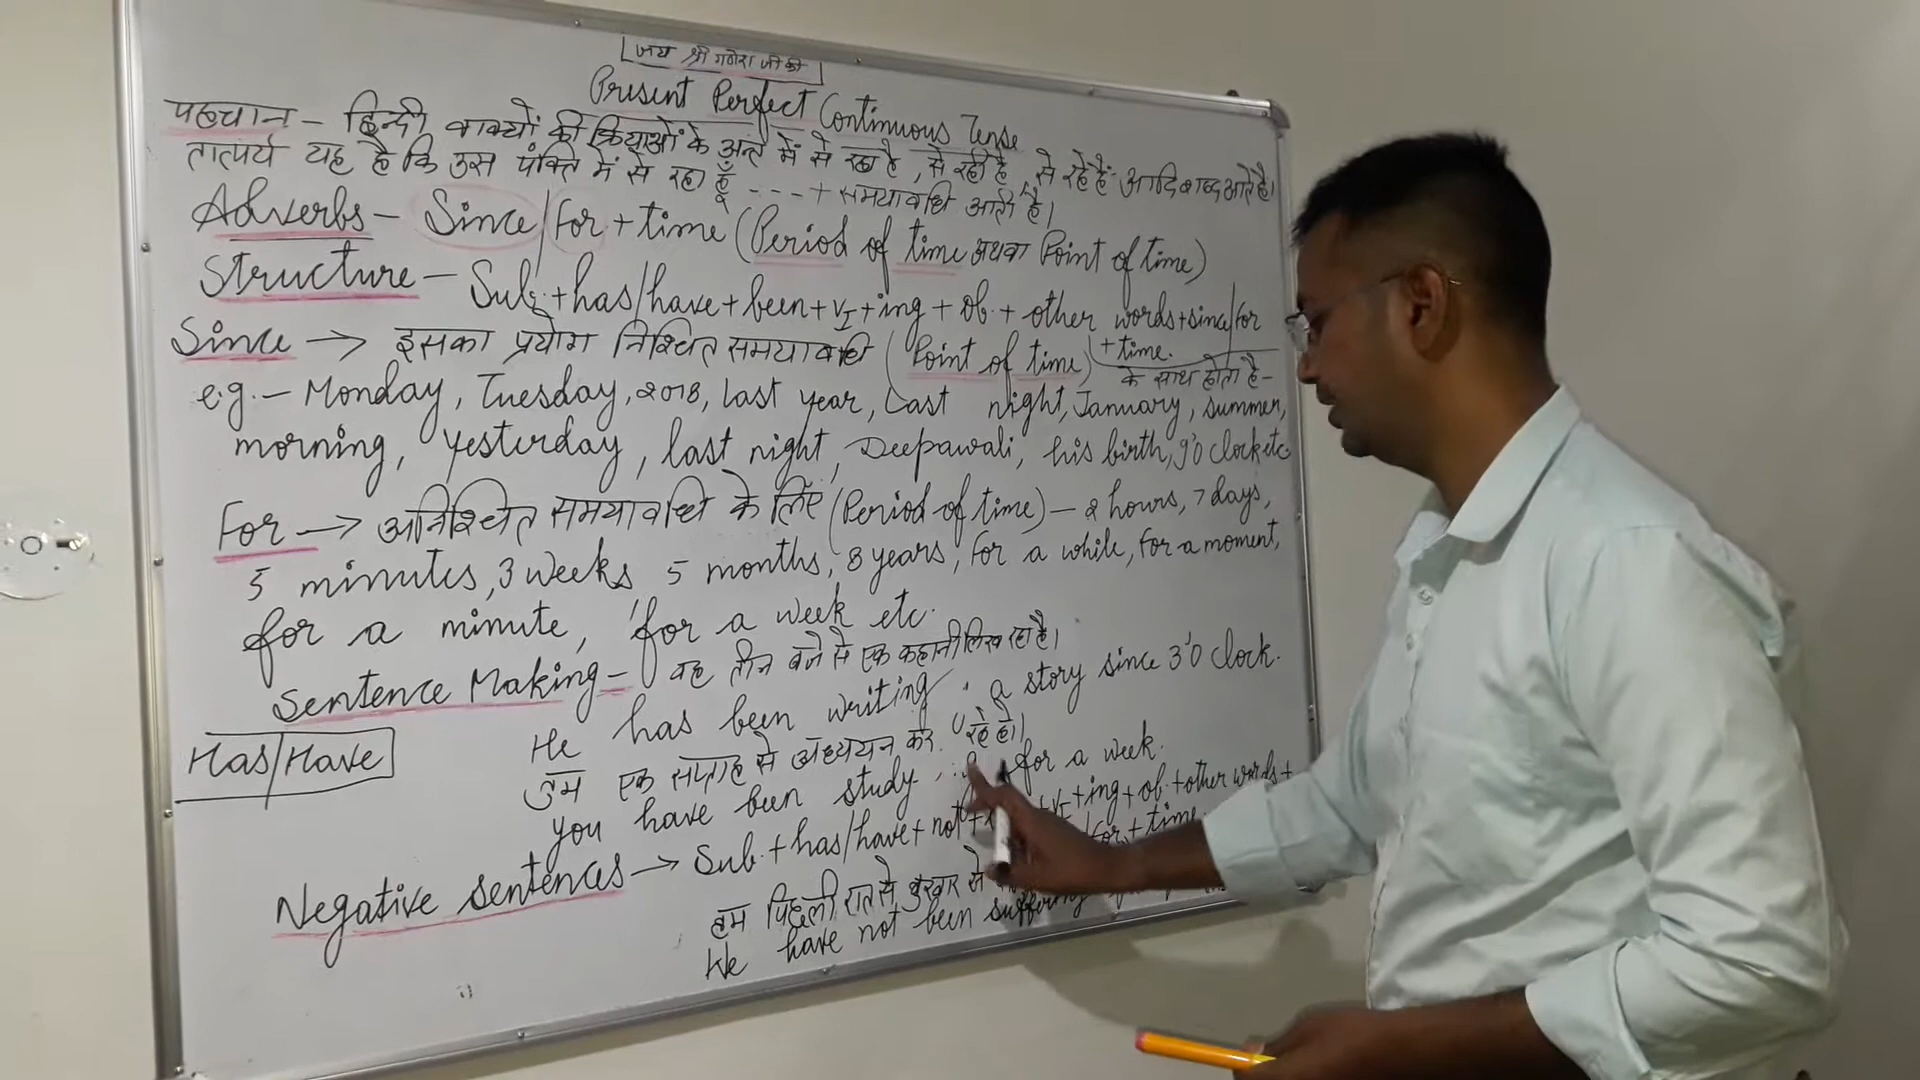 जय श्री गणेश जी की
Present Perfect Continuous Tense
पहचान - हिन्दी वाक्यों की क्रियाओं के अन्त में से रहा है, से रही है, से रहे हैं आदि शब्द आते हैं।
तात्पर्य यह है कि उस पंक्ति में से रहा हूँ ---- + समयावधि आती है।
Adverbs - Since/For + time (Period of time अथवा Point of time)
Structure - Sub. + has/have + been + v1 + ing + ob. + other words + since/for
+ time.
Since → इसका प्रयोग निश्चित समयावधि (Point of time) के साथ होता है -
e.g. - Monday, Tuesday, 2018, last year, Last night, January, summer,
morning, yesterday, last night, Deepawali, his birth, 9'0 clock etc
For → अनिश्चित समयावधि के लिए (Period of time) - 2 hours, 7 days,
5 minutes, 3 weeks 5 months, 8 years, for a while, For a moment,
for a minute, for a week etc.
Sentence Making - वह तीन बजे से एक कहानी लिख रहा है।
He has been writing a story since 3'0 clock.
Has/Have
तुम एक सप्ताह से अध्ययन कर रहे हो।
You have been study for a week.
Negative sentences → Sub. + has/have + not + + v1 + ing + ob. + other words +
for + time
हम पिछली रात से बुखार से
We have not been suffering